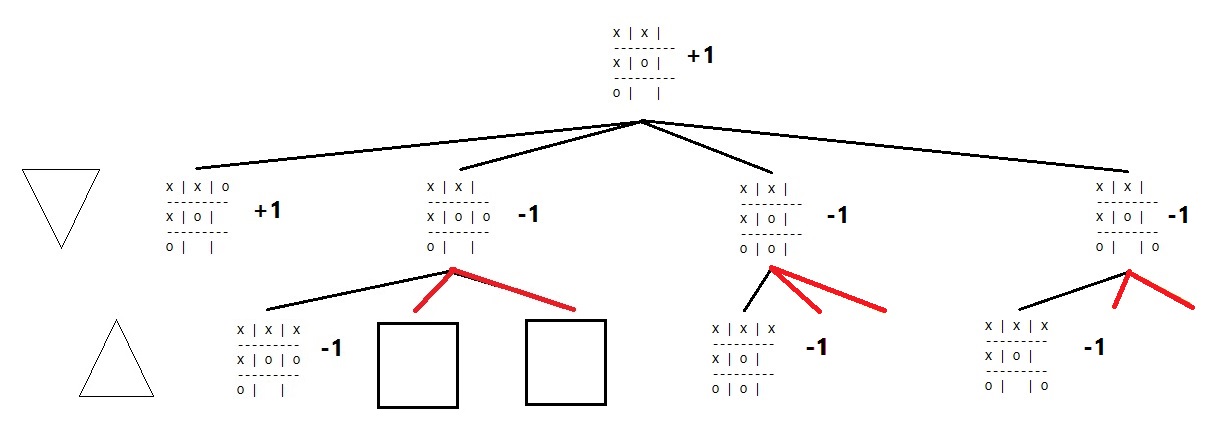 x | x |
---------
x | o |
---------
o |   |
+1
x | x | o
---------
x | o |
---------
o |   |
+1
x | x |
---------
x | o | o
---------
o |   |
-1
x | x |
---------
x | o |
---------
o | o |
-1
x | x |
---------
x | o |
---------
o |   | o
-1
x | x | x
---------
x | o | o
---------
o |   |
-1
x | x | x
---------
x | o |
---------
o | o |
-1
x | x | x
---------
x | o |
---------
o |   | o
-1